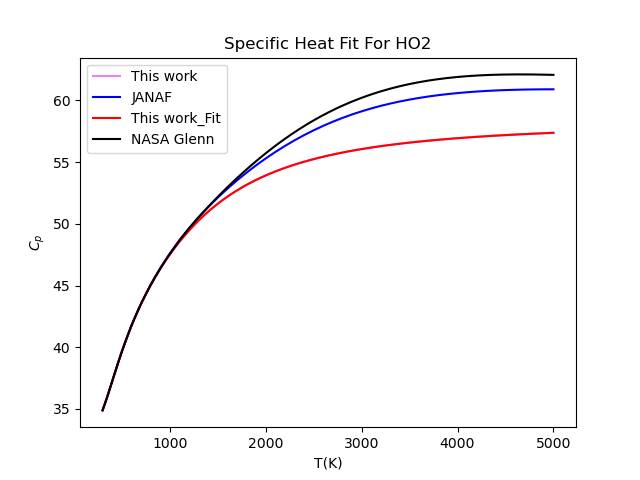 Specific Heat Fit For HO2
This work
JANAF
This work_Fit
NASA Glenn
60
55
50
45
40
35
C_p
1000 2000 3000 4000 5000
T(K)